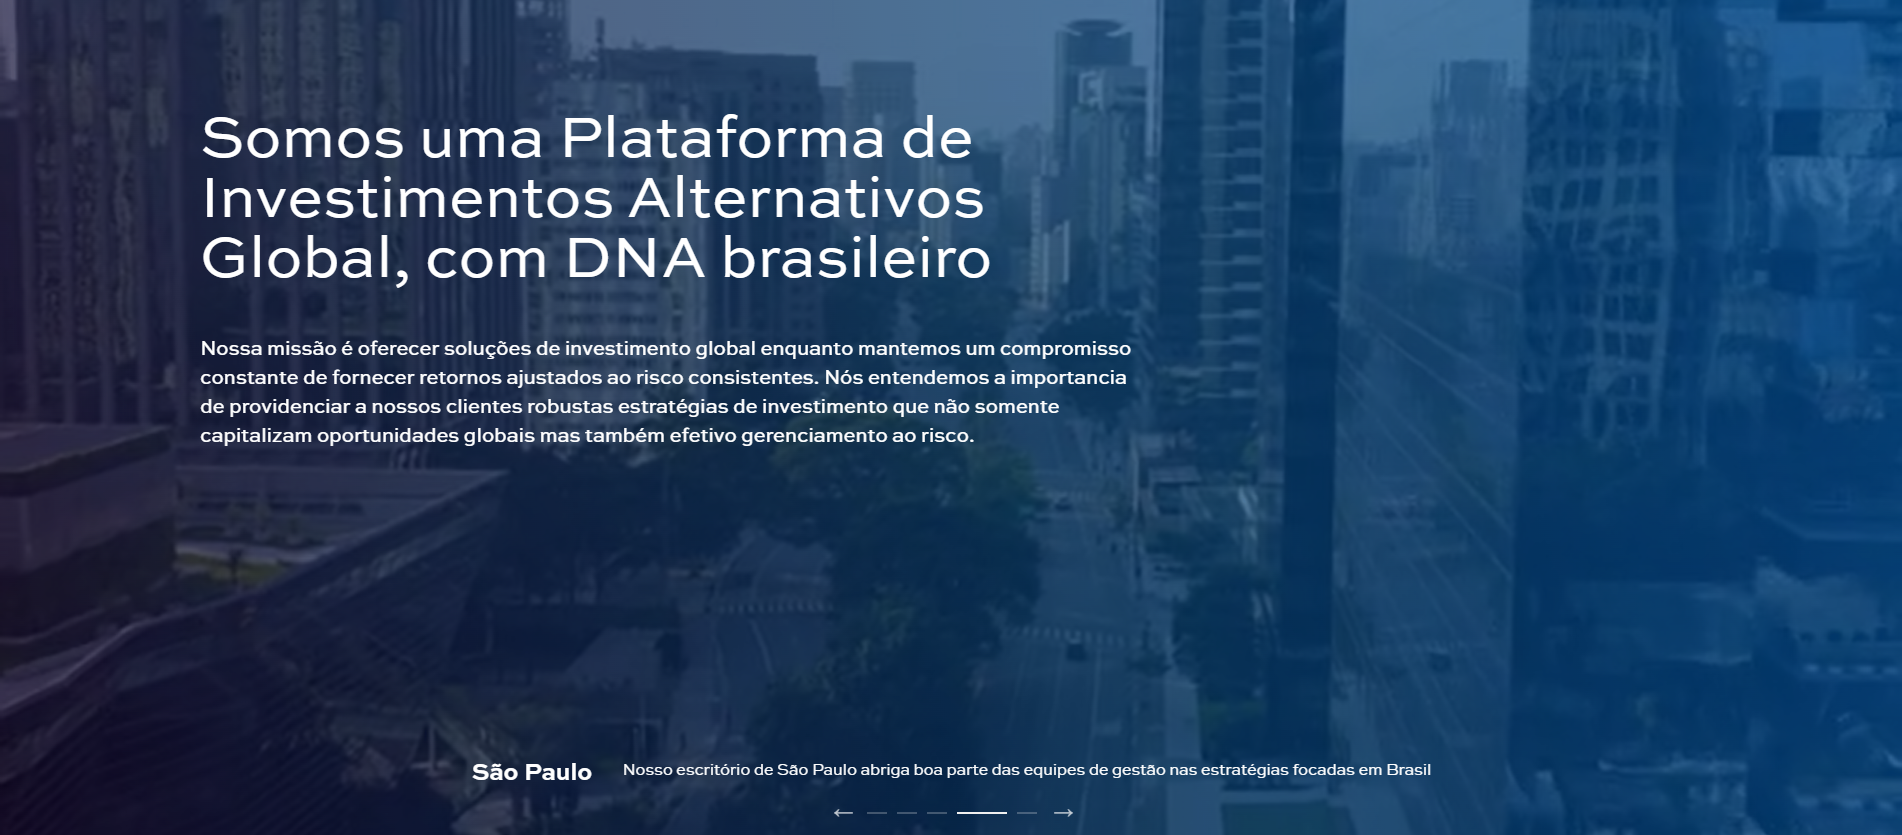 Somos uma Plataforma de
Investimentos Alternativos
Global, com DNA brasileiro
Nossa missão é oferecer soluções de investimento global enquanto mantemos um compromisso
constante de fornecer retornos ajustados ao risco consistentes. Nós entendemos a importancia
de providenciar a nossos clientes robustas estratégias de investimento que não somente
capitalizam oportunidades globais mas também efetivo gerenciamento ao risco.
São Paulo Nosso escritório de São Paulo abriga boa parte das equipes de gestão nas estratégias focadas em Brasil